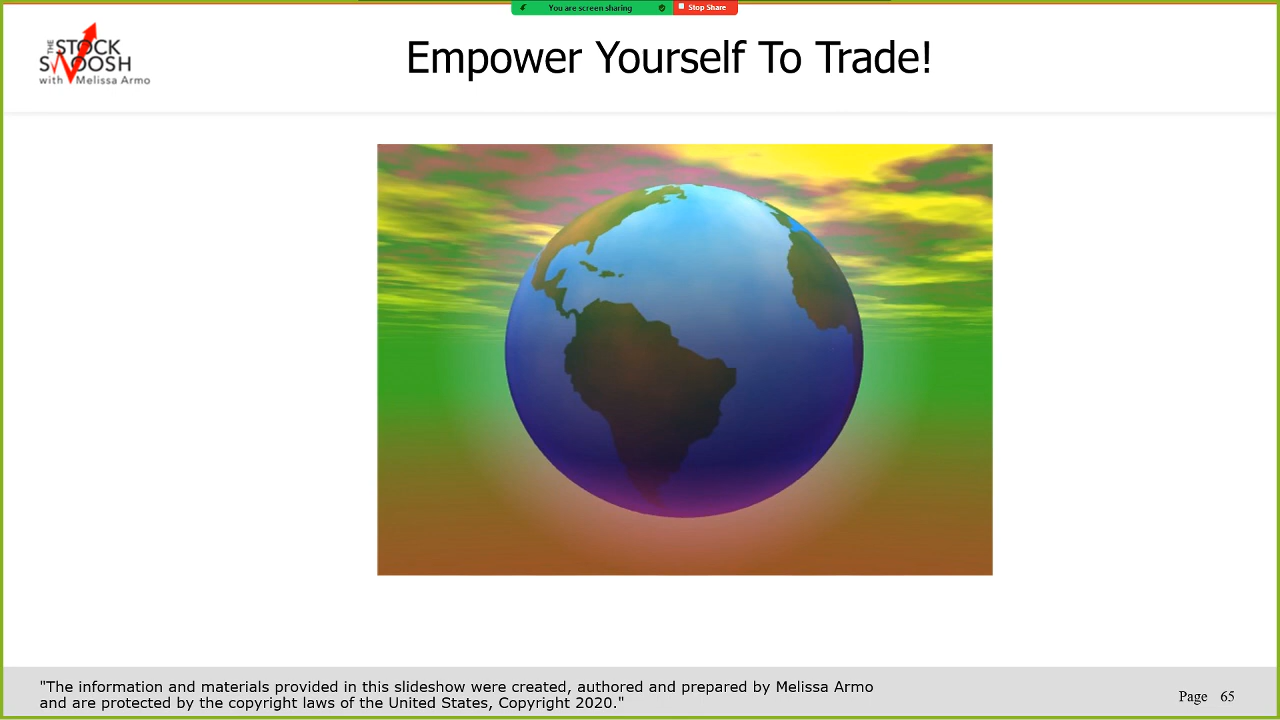 You are screen sharing
Stop Share
THE STOCK
SWOOSH
with Melissa Armo
Empower Yourself To Trade!
"The information and materials provided in this slideshow were created, authored and prepared by Melissa Armo
and are protected by the copyright laws of the United States, Copyright 2020."
Page 65